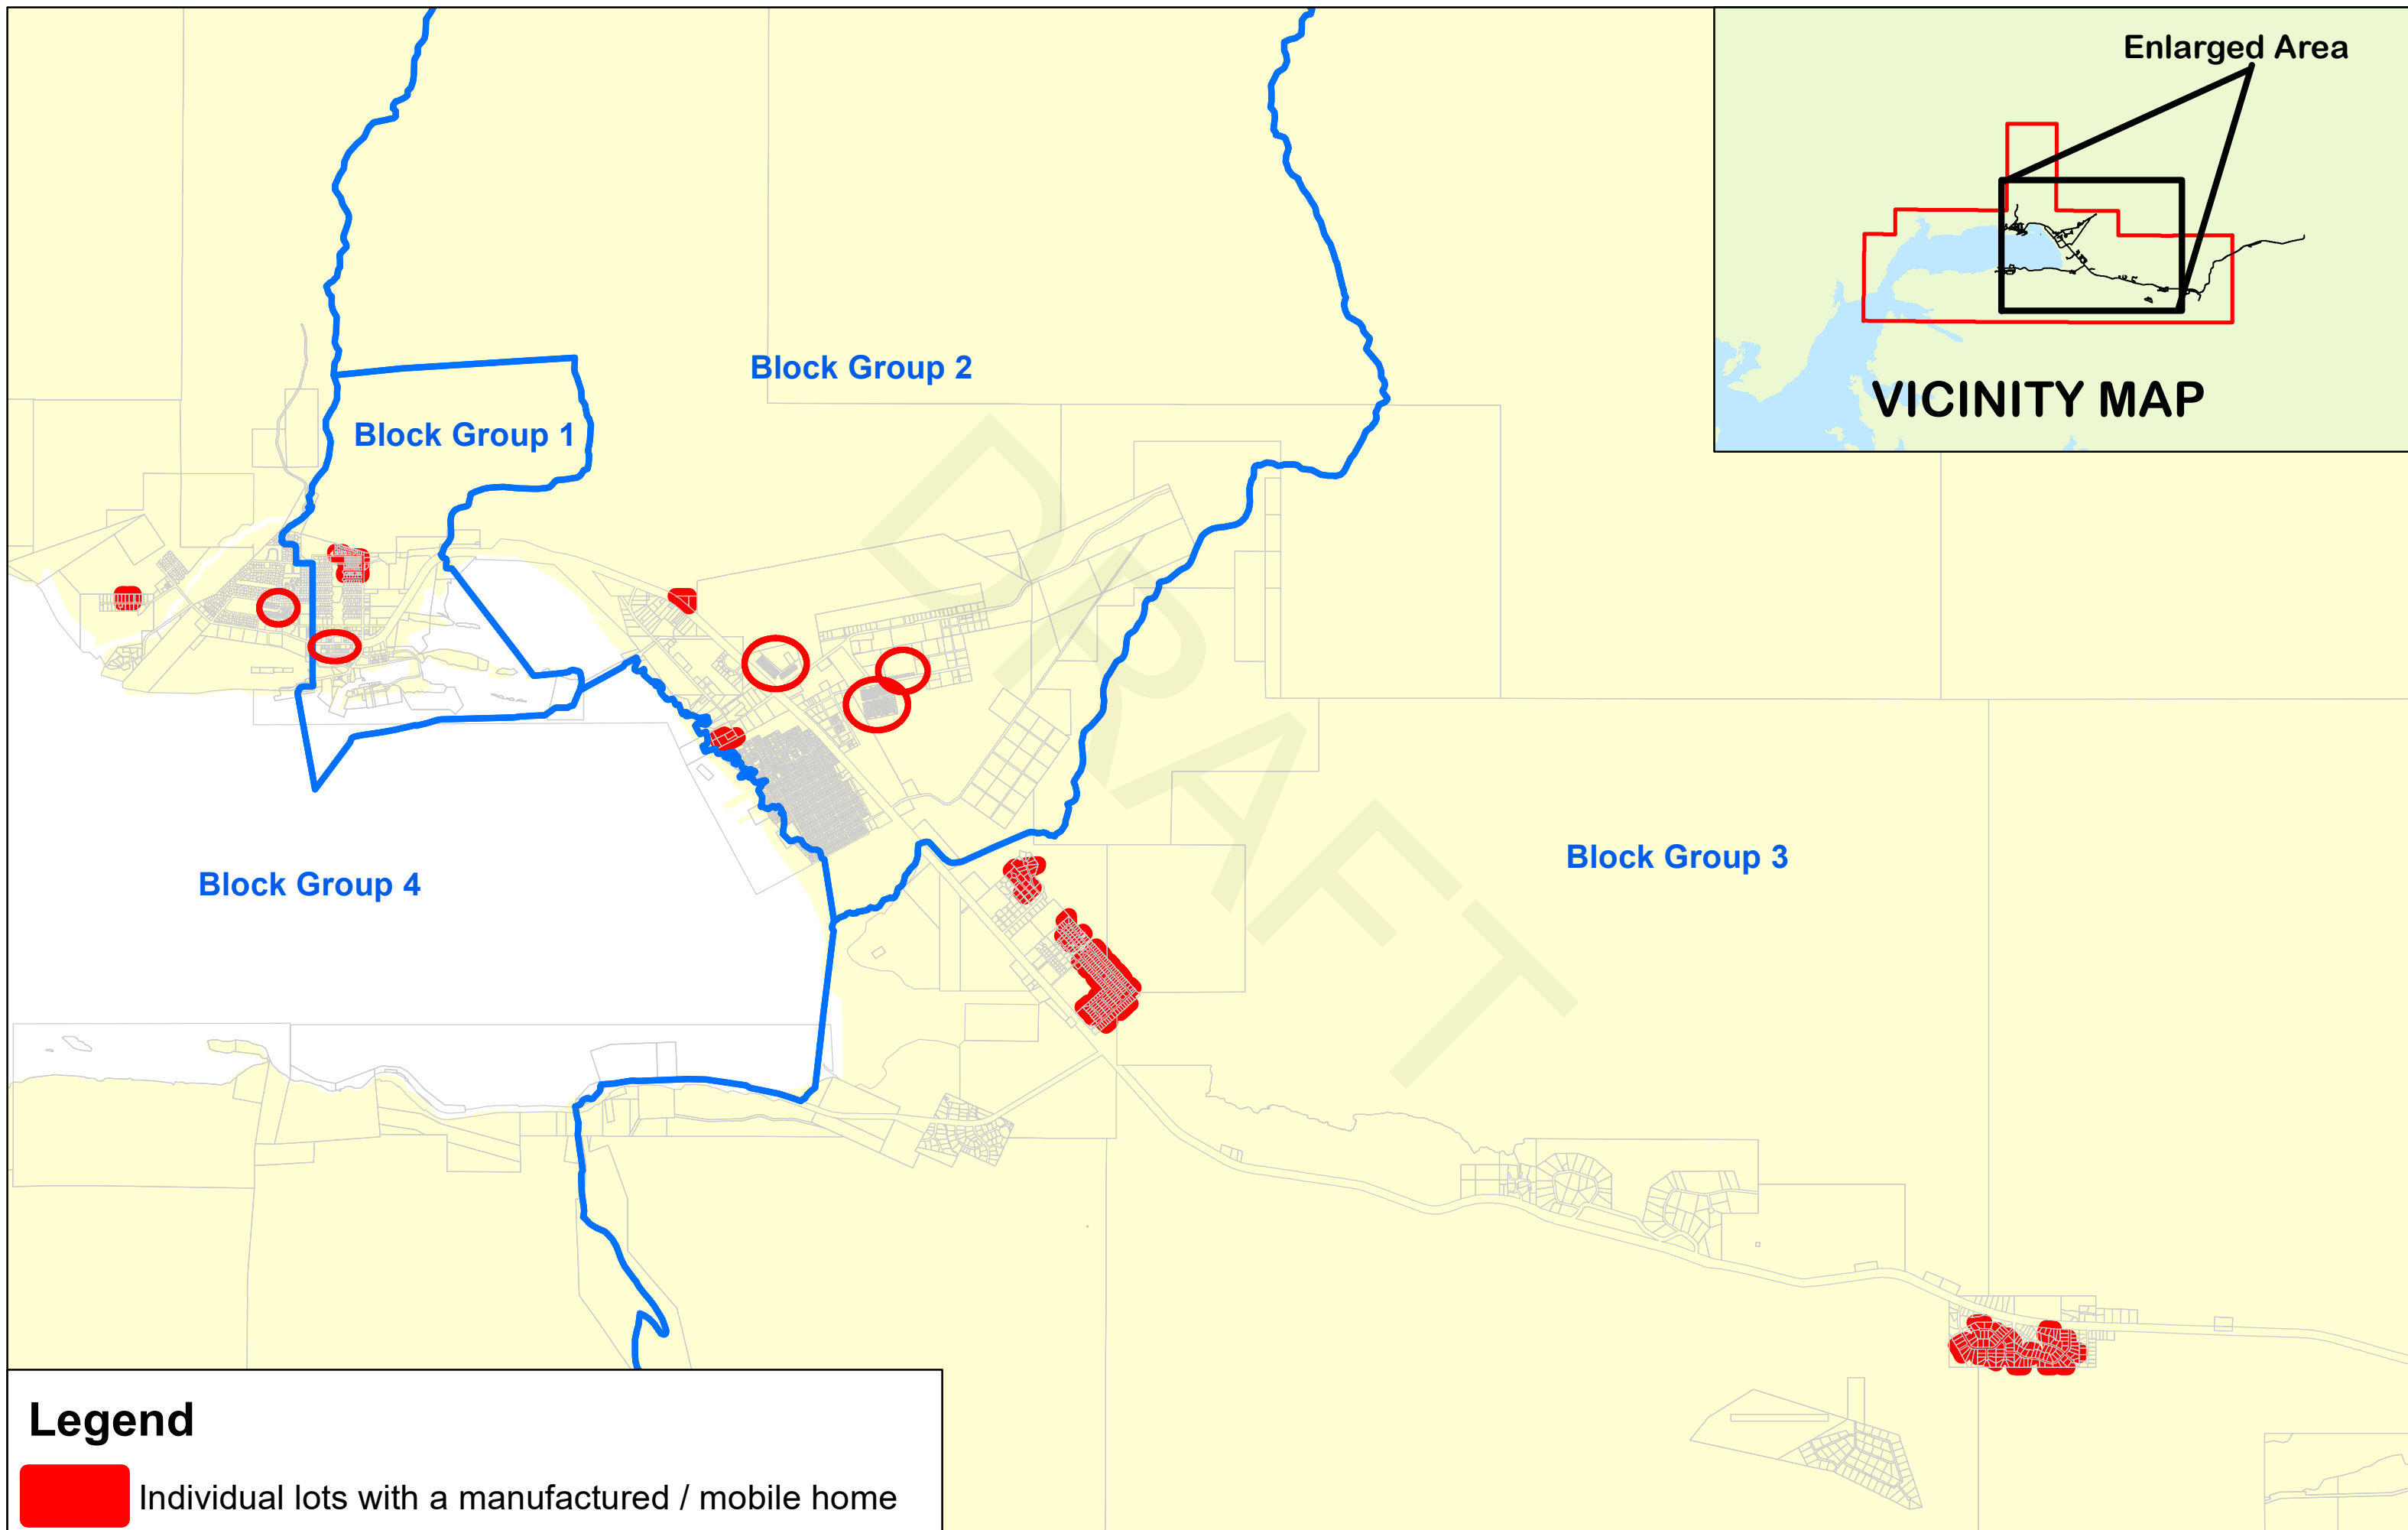 Enlarged Area
VICINITY MAP
Block Group 2
Block Group 1
DRAFT
Block Group 3
Block Group 4
Legend
Individual lots with a manufactured / mobile home